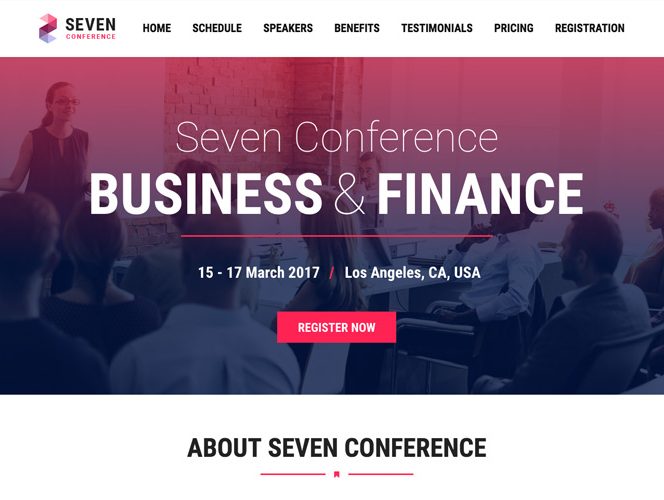 SEVEN
CONFERENCE
HOME SCHEDULE SPEAKERS BENEFITS TESTIMONIALS PRICING REGISTRATION
Seven Conference
BUSINESS & FINANCE
15 - 17 March 2017 / Los Angeles, CA, USA
REGISTER NOW
ABOUT SEVEN CONFERENCE